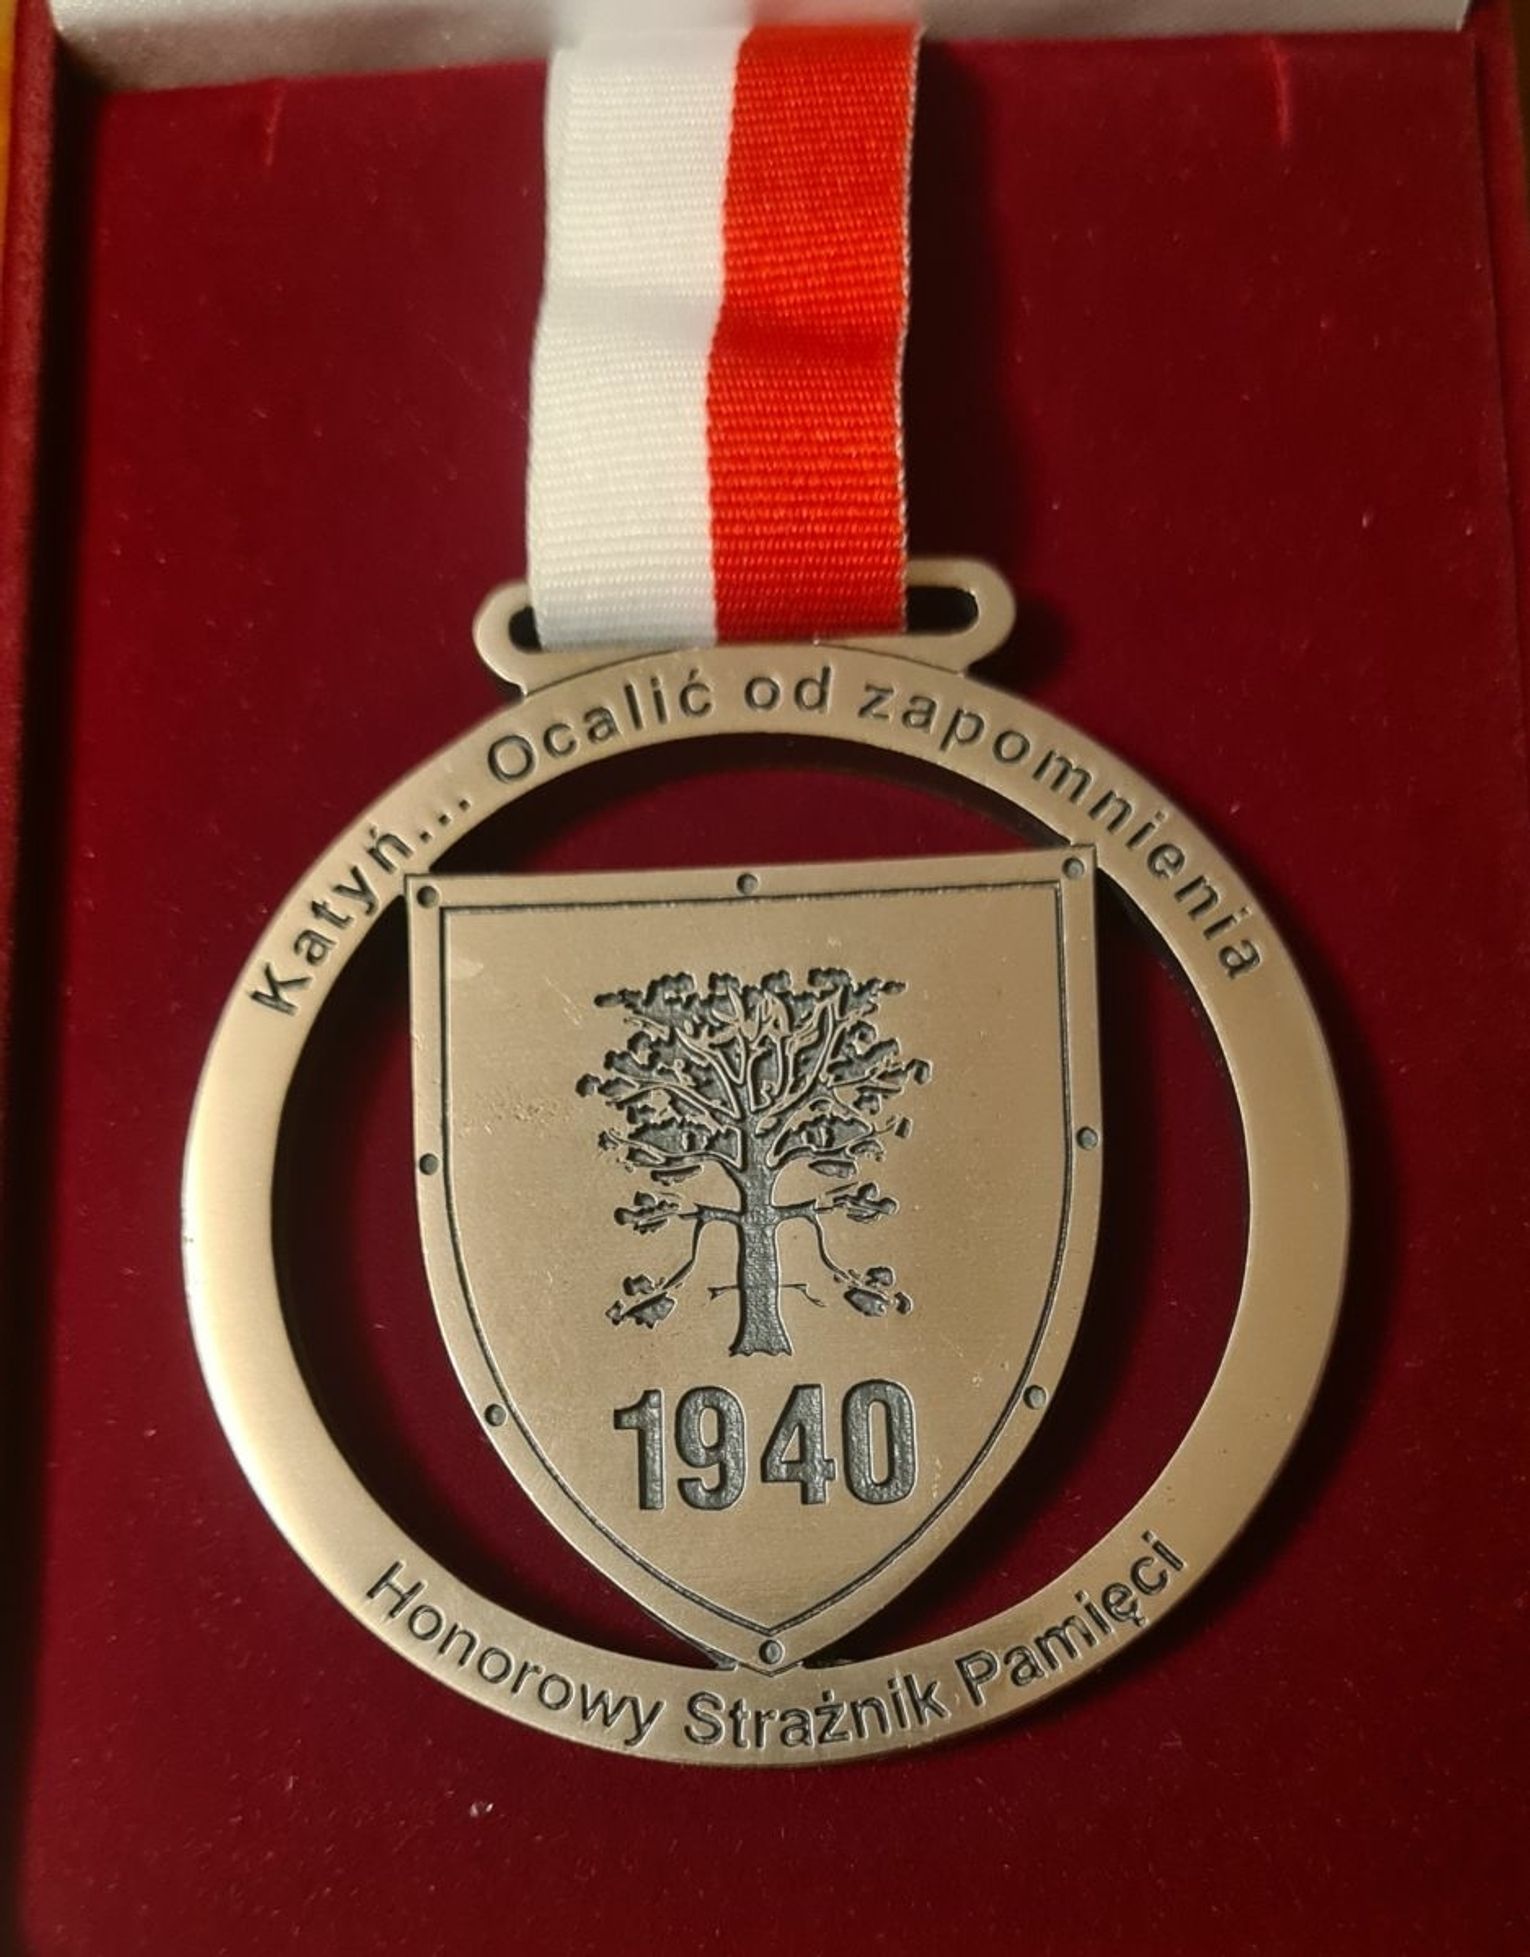 Katyń... Ocalić od zapomnienia
1940
Honorowy Strażnik Pamięci